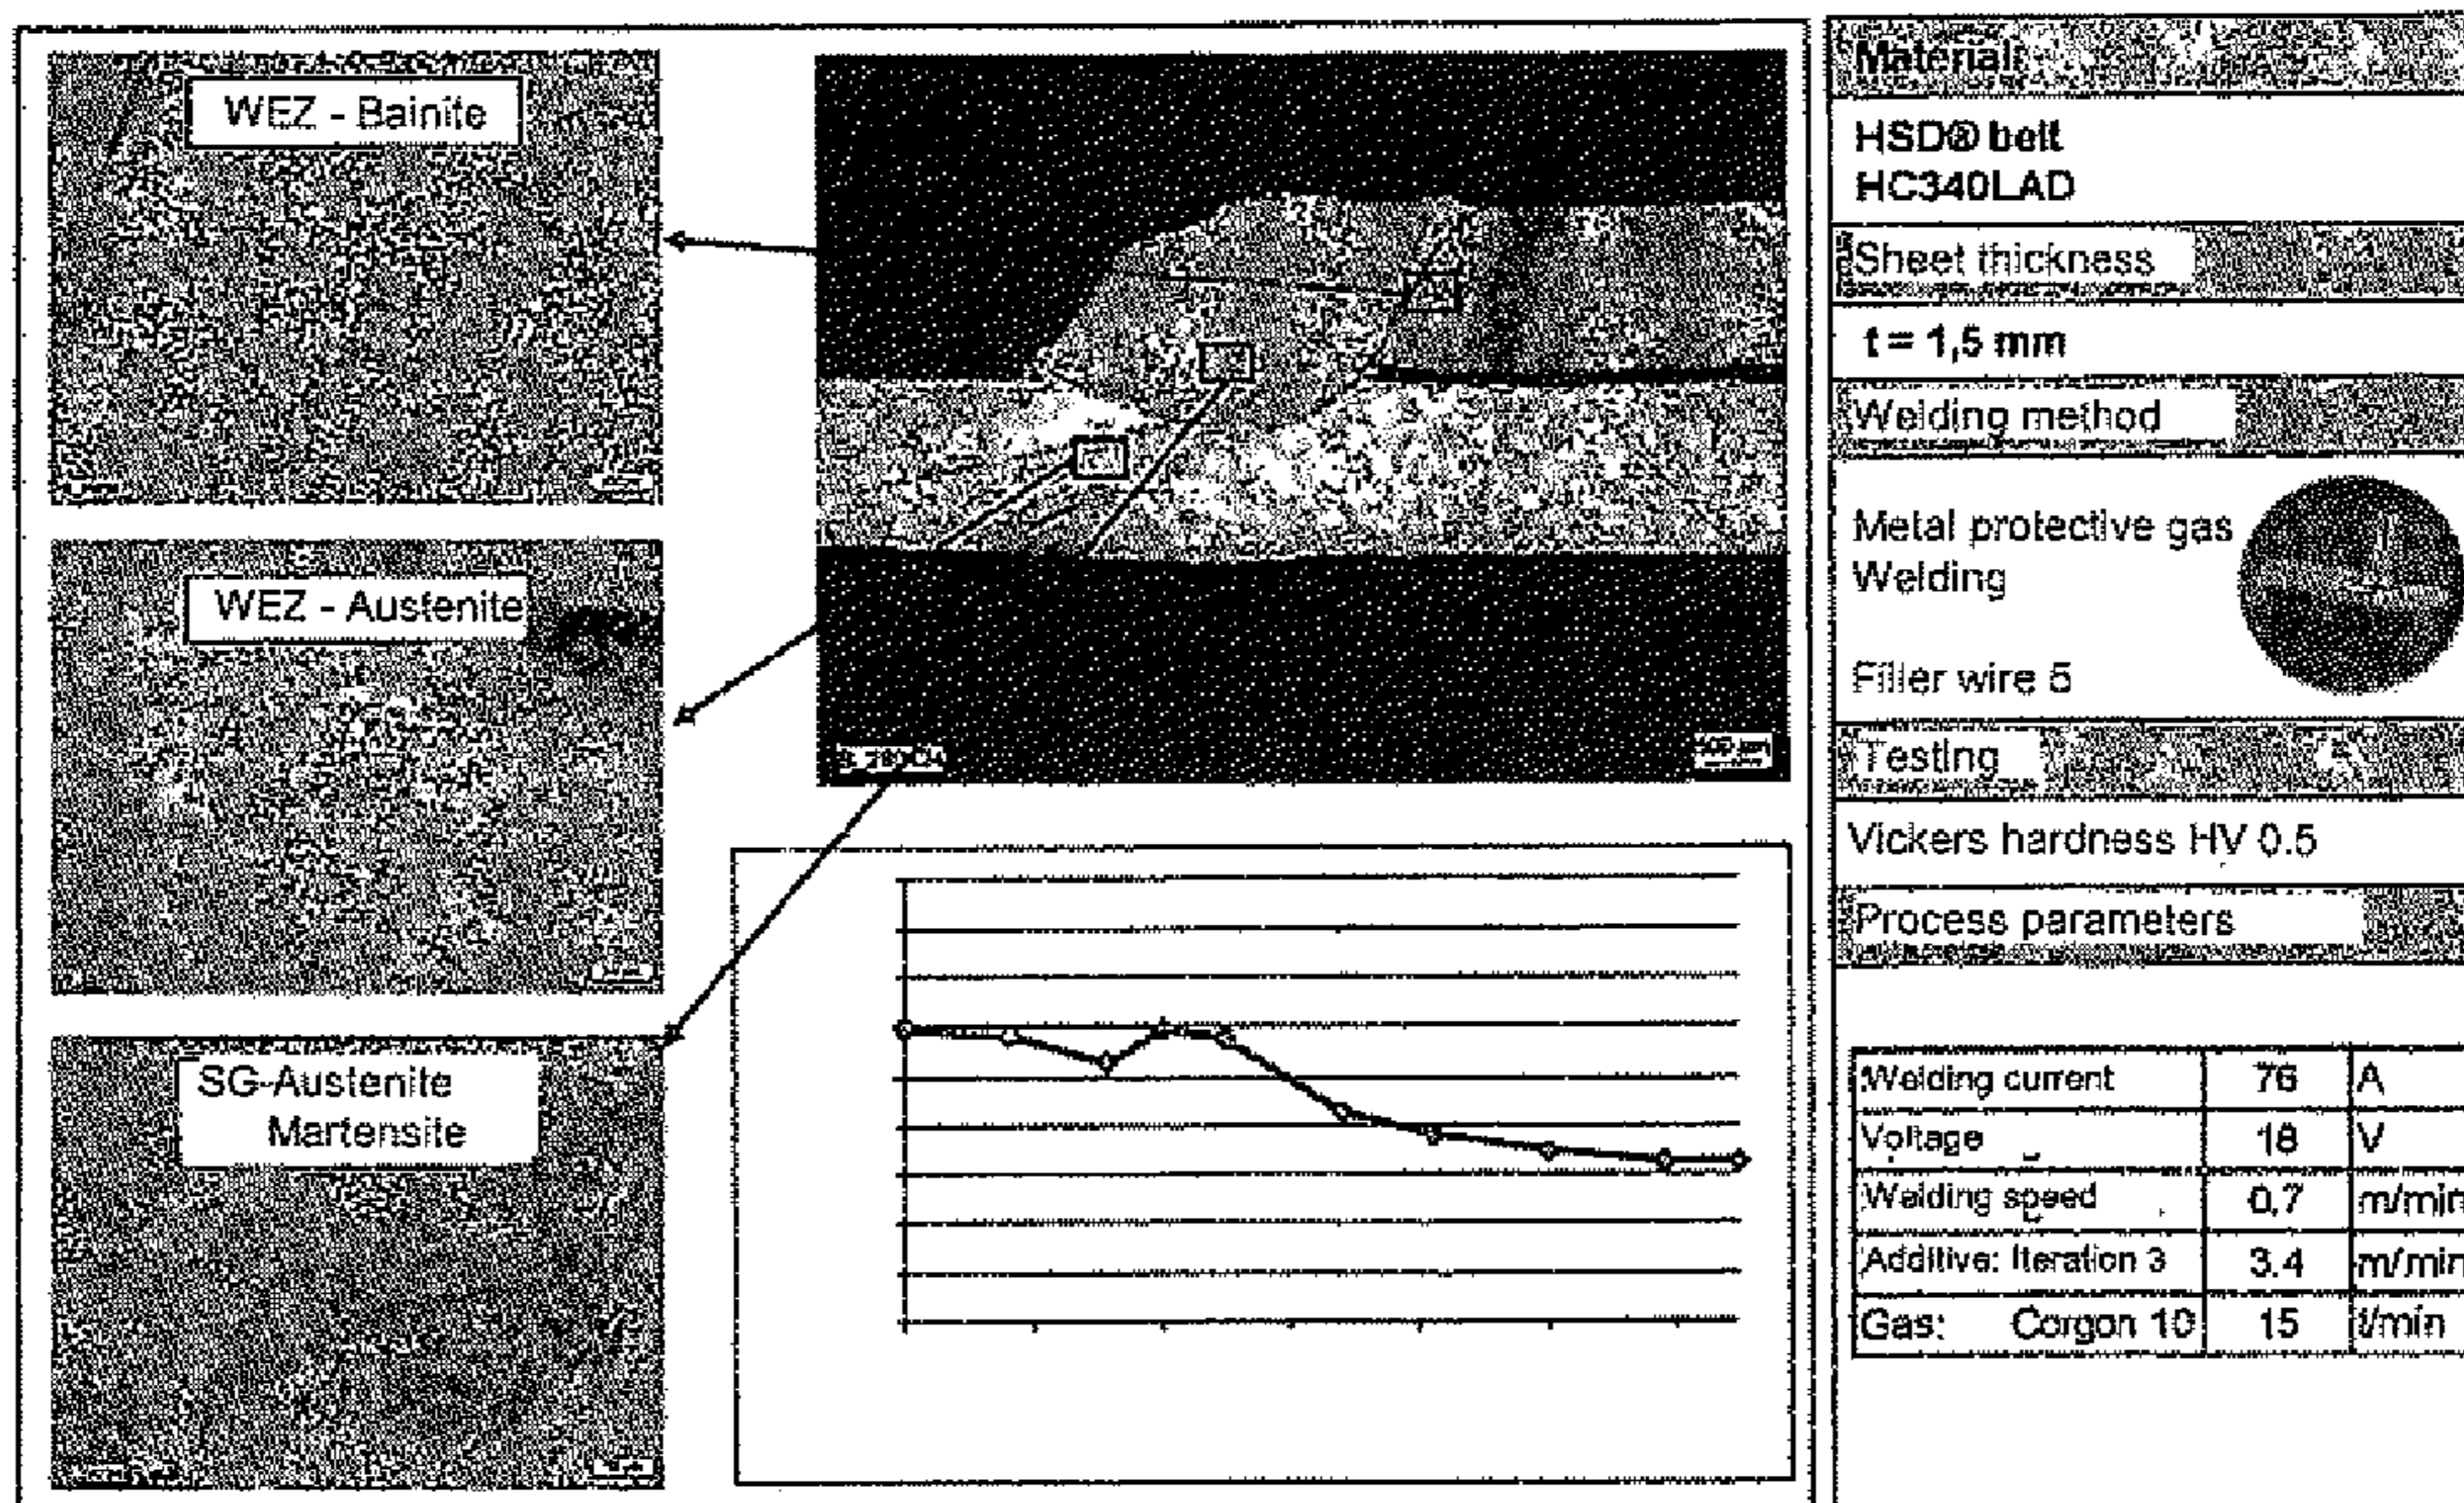 WEZ - Bainite
WEZ - Austenite
SG-Austenite
Martensite
Material:
HSD® belt
HC340LAD
Sheet thickness
t = 1,5 mm
Welding method
Metal protective gas
Welding
Filler wire 5
Testing
Vickers hardness HV 0.5
Process parameters
Welding current 76 A
Voltage 18 V
Welding speed 0,7 m/min
Additive: Iteration 3 3.4 m/min
Gas: Corgon 10 15 l/min